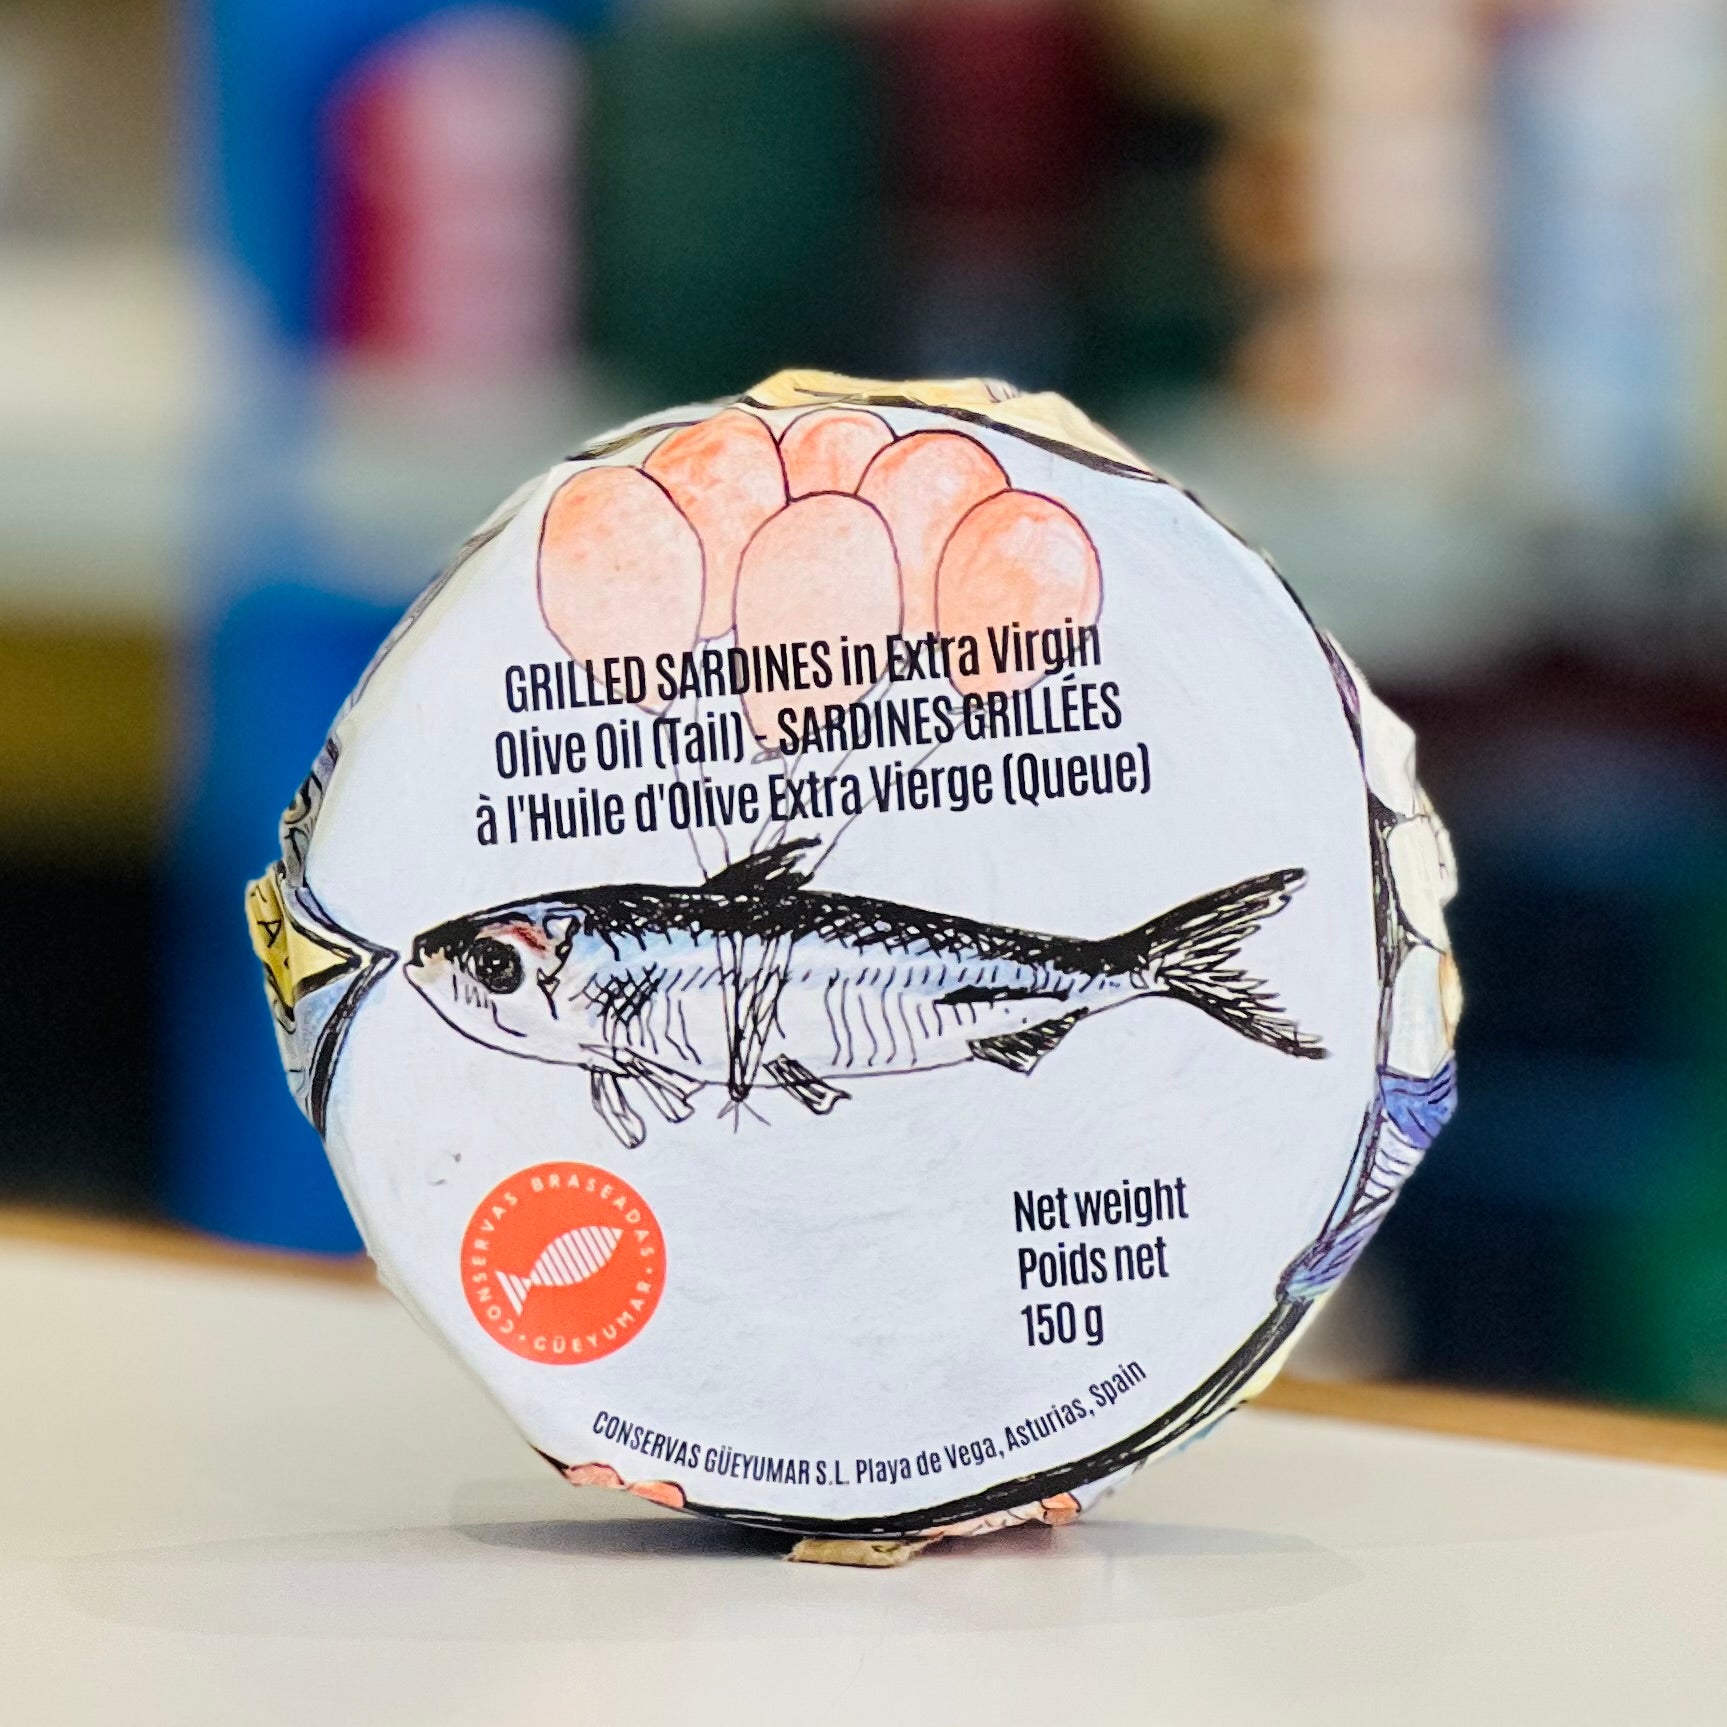 GRILLED SARDINES in Extra Virgin
Olive Oil (Tail) - SARDINES GRILLÉES
à l'Huile d'Olive Extra Vierge (Queue)
CONSERVAS BRASEADAS
· GÜEYUMAR ·
Net weight
Poids net
150 g
CONSERVAS GÜEYUMAR S.L. Playa de Vega, Asturias, Spain